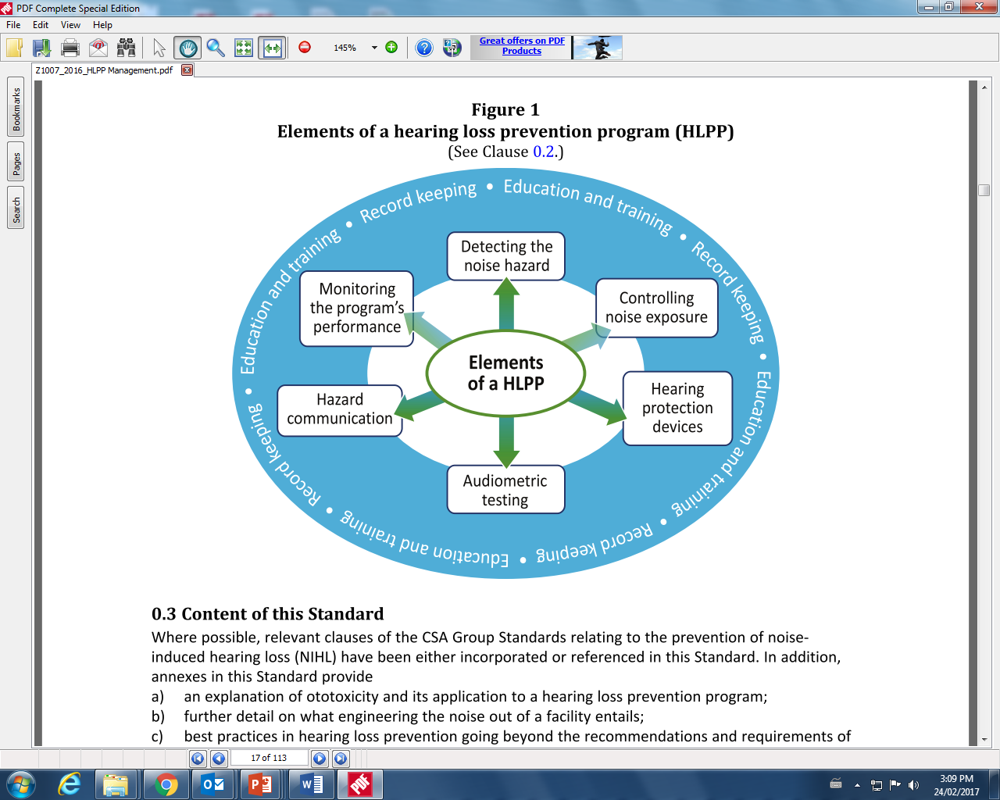 PDF Complete Special Edition
File Edit View Help
145%
Great offers on PDF
Products
Z1007_2016_HLPP Management.pdf
Bookmarks
Pages
Search
Figure 1
Elements of a hearing loss prevention program (HLPP)
(See Clause 0.2.)
Education and training • Record keeping • Education and training • Record keeping • Education and training • Record keeping • Education and training • Record keeping •
Detecting the
noise hazard
Controlling
noise exposure
Hearing
protection
devices
Audiometric
testing
Hazard
communication
Monitoring
the program's
performance
Elements
of a HLPP
0.3 Content of this Standard
Where possible, relevant clauses of the CSA Group Standards relating to the prevention of noise-
induced hearing loss (NIHL) have been either incorporated or referenced in this Standard. In addition,
annexes in this Standard provide
a) an explanation of ototoxicity and its application to a hearing loss prevention program;
b) further detail on what engineering the noise out of a facility entails;
c) best practices in hearing loss prevention going beyond the recommendations and requirements of
17 of 113
3:09 PM
24/02/2017